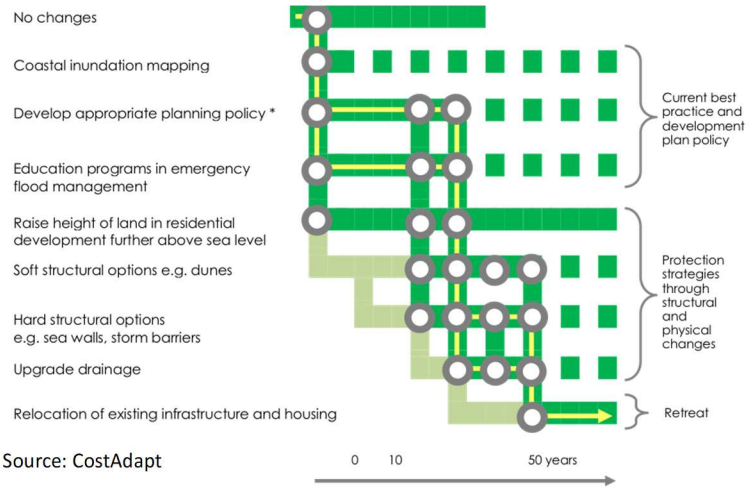 No changes
Coastal inundation mapping
Develop appropriate planning policy *
Education programs in emergency
flood management
Raise height of land in residential
development further above sea level
Soft structural options e.g. dunes
Hard structural options
e.g. sea walls, storm barriers
Upgrade drainage
Relocation of existing infrastructure and housing
Current best
practice and
development
plan policy
Protection
strategies
through
structural
and
physical
changes
Retreat
Source: CostAdapt
0 10 50 years